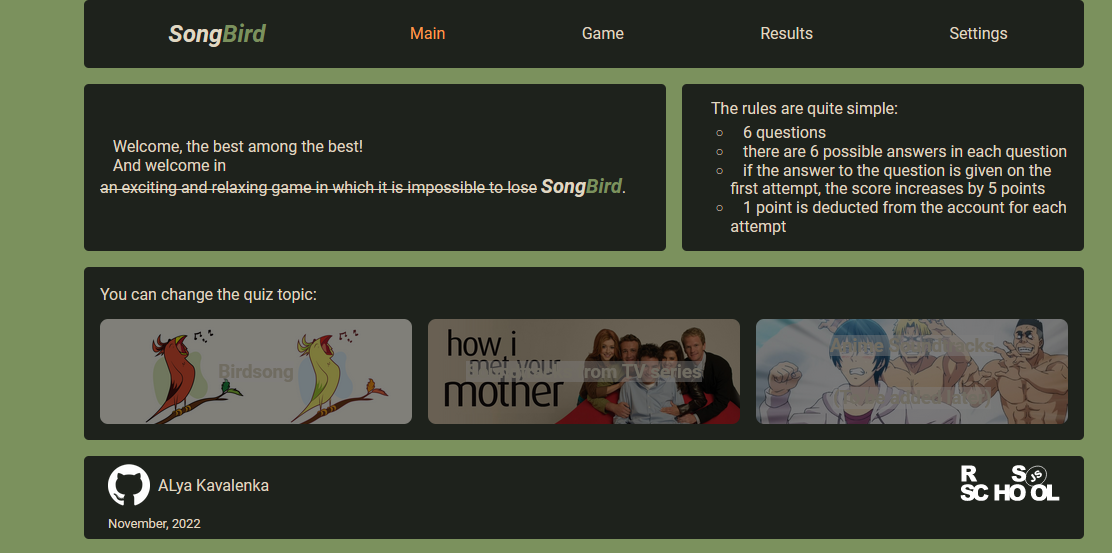 SongBird Main Game Results Settings
Welcome, the best among the best!
And welcome in
an exciting and relaxing game in which it is impossible to lose SongBird.
The rules are quite simple:
6 questions
there are 6 possible answers in each question
if the answer to the question is given on the
first attempt, the score increases by 5 points
1 point is deducted from the account for each
attempt
You can change the quiz topic:
Birdsong
how i
met your
mother
from TV series
ALya Kavalenka
November, 2022
RS
SCHOOL
JS